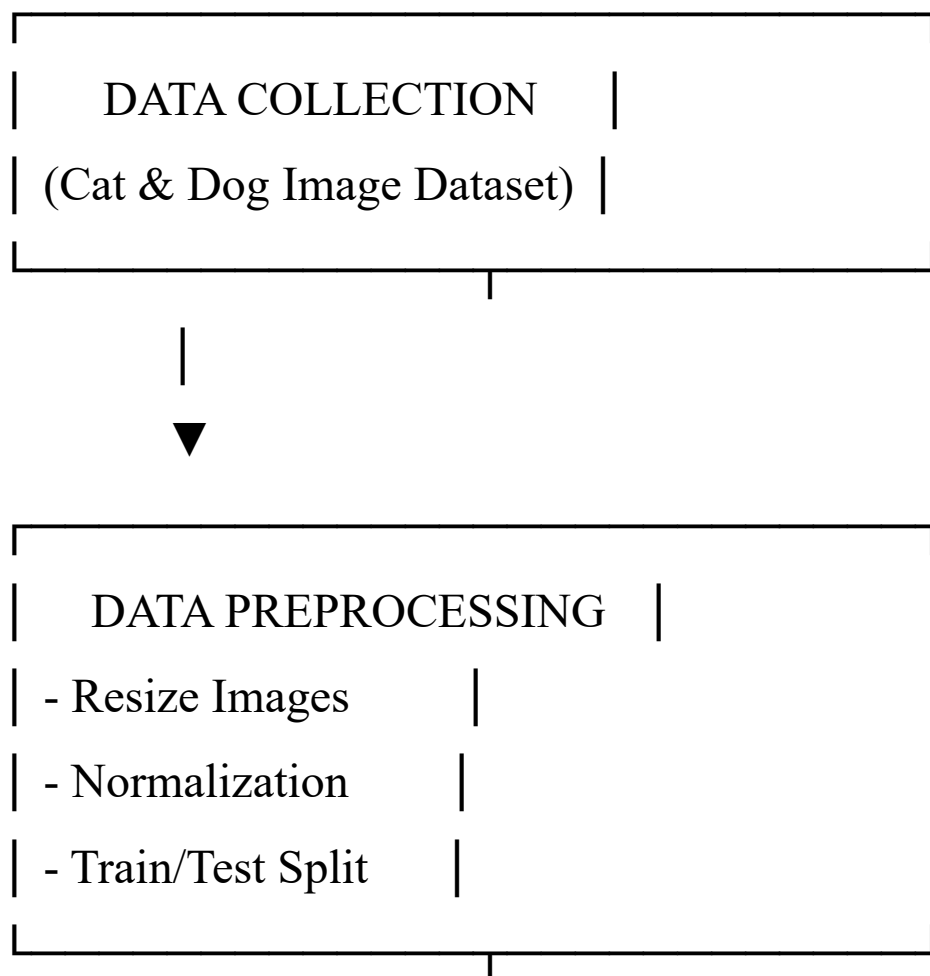 DATA COLLECTION
(Cat & Dog Image Dataset)
DATA PREPROCESSING
- Resize Images
- Normalization
- Train/Test Split